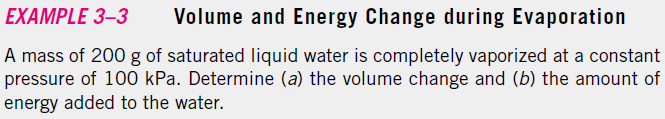 EXAMPLE 3–3 Volume and Energy Change during Evaporation
A mass of 200 g of saturated liquid water is completely vaporized at a constant
pressure of 100 kPa. Determine (a) the volume change and (b) the amount of
energy added to the water.